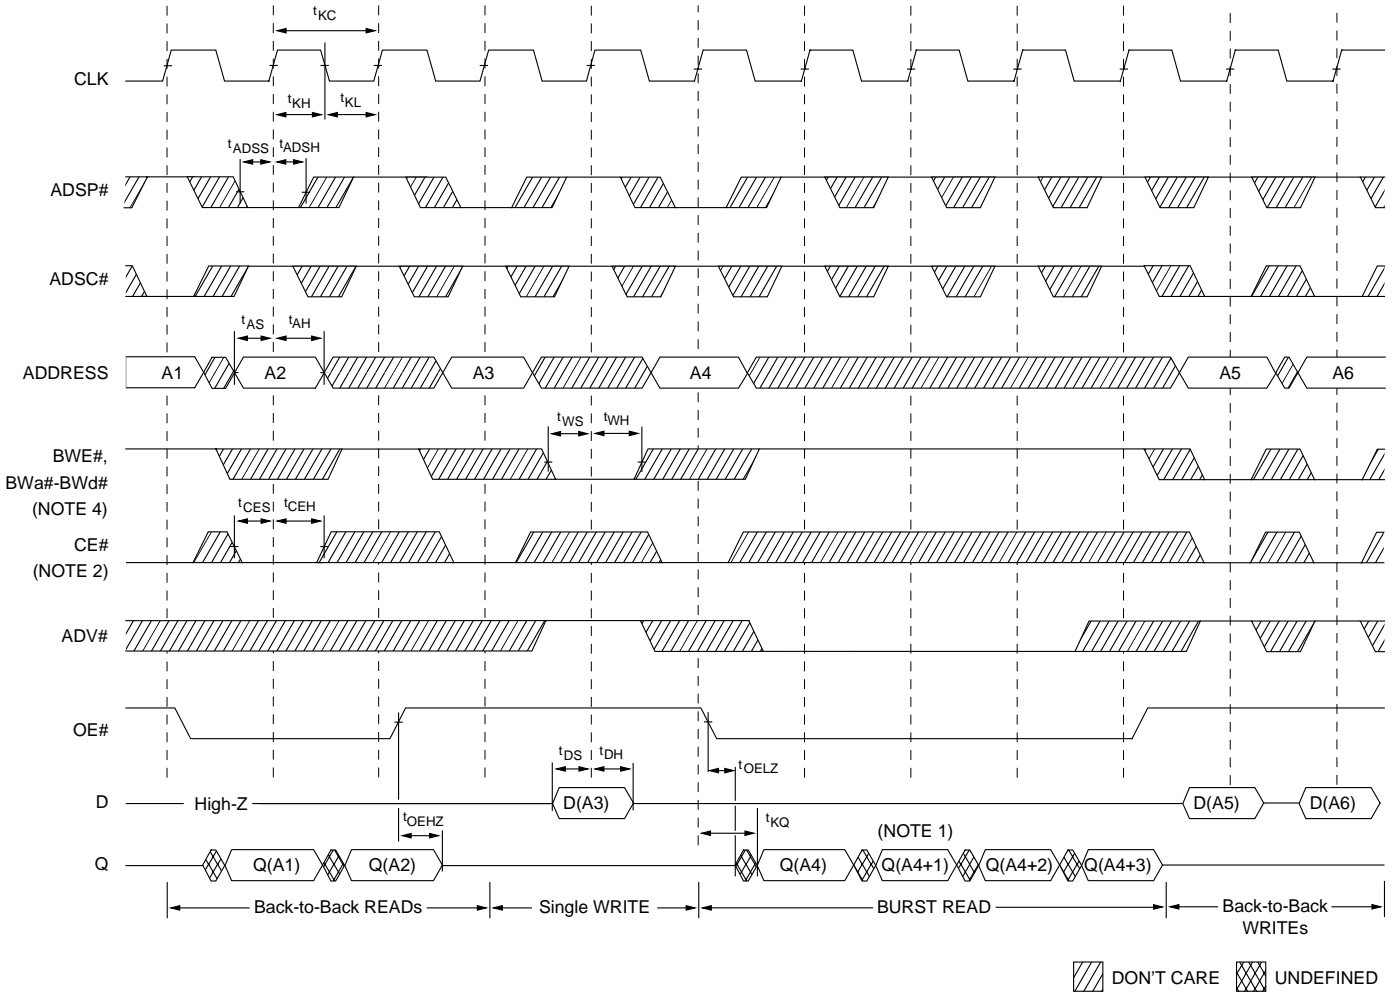 tKC
CLK
tKH tKL
tADSS tADSH
ADSP#
ADSC#
tAS tAH
ADDRESS A1 A2 A3 A4 A5 A6
tWS tWH
BWE#,
BWa#-BWd#
(NOTE 4)
tCES tCEH
CE#
(NOTE 2)
ADV#
OE#
tDS tDH
tOELZ
D High-Z D(A3) D(A5) D(A6)
tOEHZ
tKQ
(NOTE 1)
Q Q(A1) Q(A2) Q(A4) Q(A4+1) Q(A4+2) Q(A4+3)
Back-to-Back READs Single WRITE BURST READ Back-to-Back
WRITEs
DON'T CARE UNDEFINED